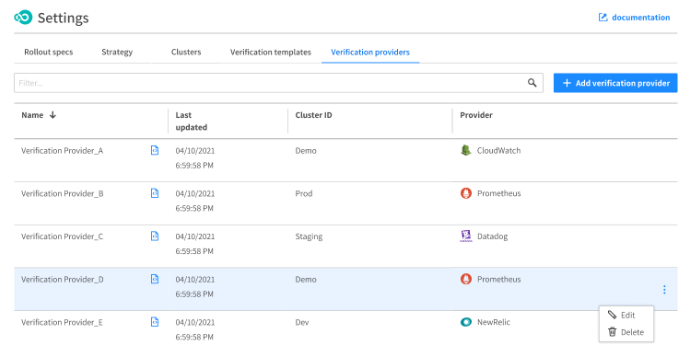 Settings
documentation
Rollout specs Strategy Clusters Verification templates Verification providers
Filter...
+ Add verification provider
Name ↓ Last updated Cluster ID Provider
Verification Provider_A 04/10/2021 6:59:58 PM Demo CloudWatch
Verification Provider_B 04/10/2021 6:59:58 PM Prod Prometheus
Verification Provider_C 04/10/2021 6:59:58 PM Staging Datadog
Verification Provider_D 04/10/2021 6:59:58 PM Demo Prometheus
Verification Provider_E 04/10/2021 6:59:58 PM Dev NewRelic
Edit
Delete